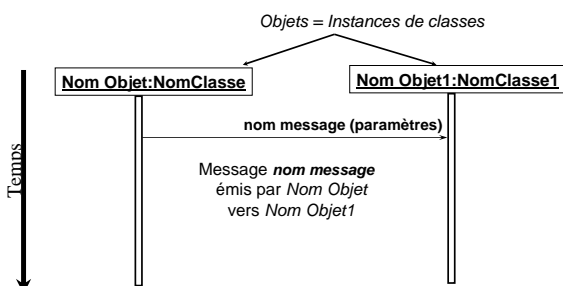 Objets = Instances de classes
Nom Objet:NomClasse
Nom Objet1:NomClasse1
nom message (paramètres)
Message nom message
émis par Nom Objet
vers Nom Objet1
Temps